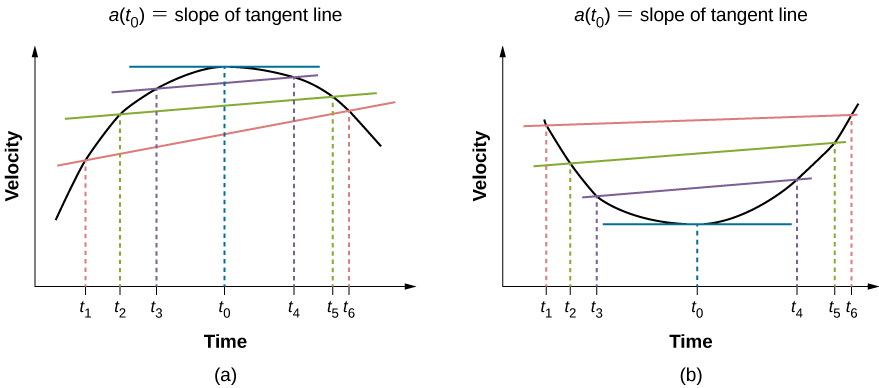 a(t0) = slope of tangent line
Velocity
t1 t2 t3 t0 t4 t5 t6
Time
(a)
a(t0) = slope of tangent line
Velocity
t1 t2 t3 t0 t4 t5 t6
Time
(b)